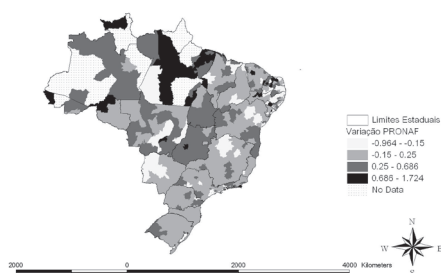 Limites Estaduais
Variação PRONAF
-0.964 - -0.15
-0.15 - 0.25
0.25 - 0.686
0.686 - 1.724
No Data
N
W E
S
2000 0 2000 4000 Kilometers